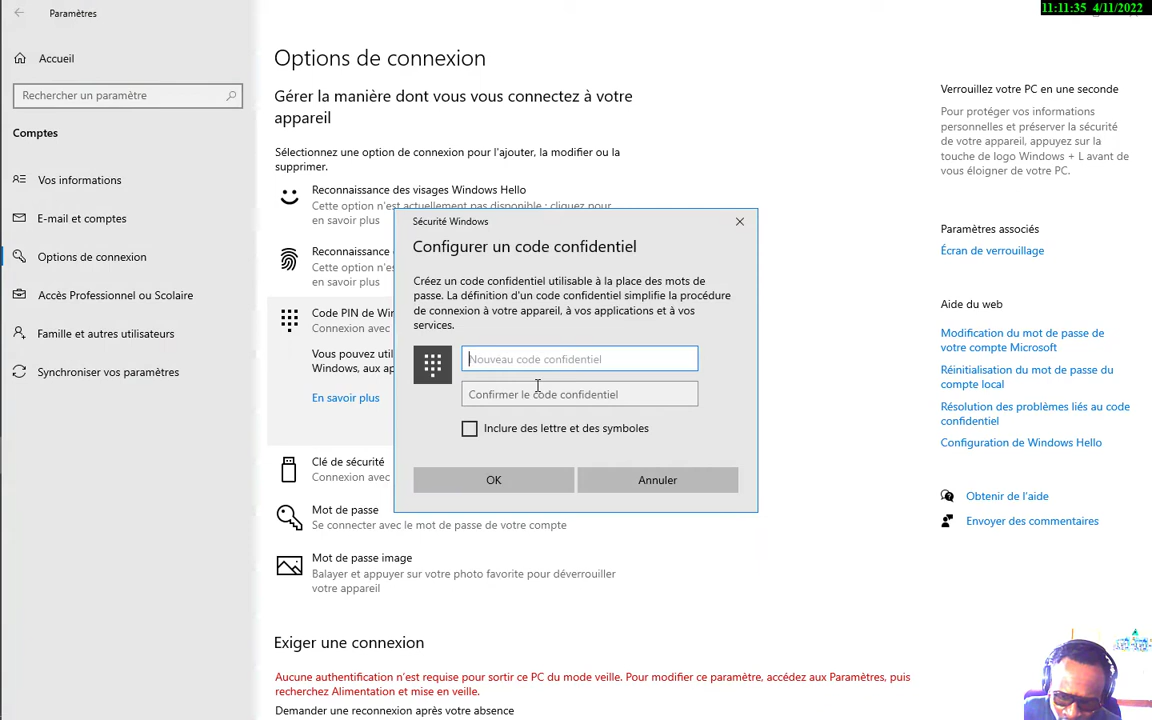 11:11:35 4/11/2022
Paramètres
Accueil
Rechercher un paramètre
Comptes
Vos informations
E-mail et comptes
Options de connexion
Accès Professionnel ou Scolaire
Famille et autres utilisateurs
Synchroniser vos paramètres
Options de connexion
Gérer la manière dont vous vous connectez à votre
appareil
Sélectionnez une option de connexion pour l'ajouter, la modifier ou la
supprimer.
Reconnaissance des visages Windows Hello
Cette option n'est actuellement pas disponible : cliquez pour
en savoir plus
Reconnaissance
Cette option n'es
en savoir plus
Code PIN de Win
Connexion avec
Vous pouvez util
Windows, aux ap
En savoir plus
Clé de sécurité
Connexion avec
Mot de passe
Se connecter avec le mot de passe de votre compte
Mot de passe image
Balayer et appuyer sur votre photo favorite pour déverrouiller
votre appareil
Exiger une connexion
Aucune authentification n'est requise pour sortir ce PC du mode veille. Pour modifier ce paramètre, accédez aux Paramètres, puis
recherchez Alimentation et mise en veille.
Demander une reconnexion après votre absence
Sécurité Windows
Configurer un code confidentiel
Créez un code confidentiel utilisable à la place des mots de
passe. La définition d'un code confidentiel simplifie la procédure
de connexion à votre appareil, à vos applications et à vos
services.
Nouveau code confidentiel
Confirmer le code confidentiel
Inclure des lettre et des symboles
OK
Annuler
Verrouillez votre PC en une seconde
Pour protéger vos informations
personnelles et préserver la sécurité
de votre appareil, appuyez sur la
touche de logo Windows + L avant de
vous éloigner de votre PC.
Paramètres associés
Écran de verrouillage
Aide du web
Modification du mot de passe de
votre compte Microsoft
Réinitialisation du mot de passe du
compte local
Résolution des problèmes liés au code
confidentiel
Configuration de Windows Hello
Obtenir de l'aide
Envoyer des commentaires